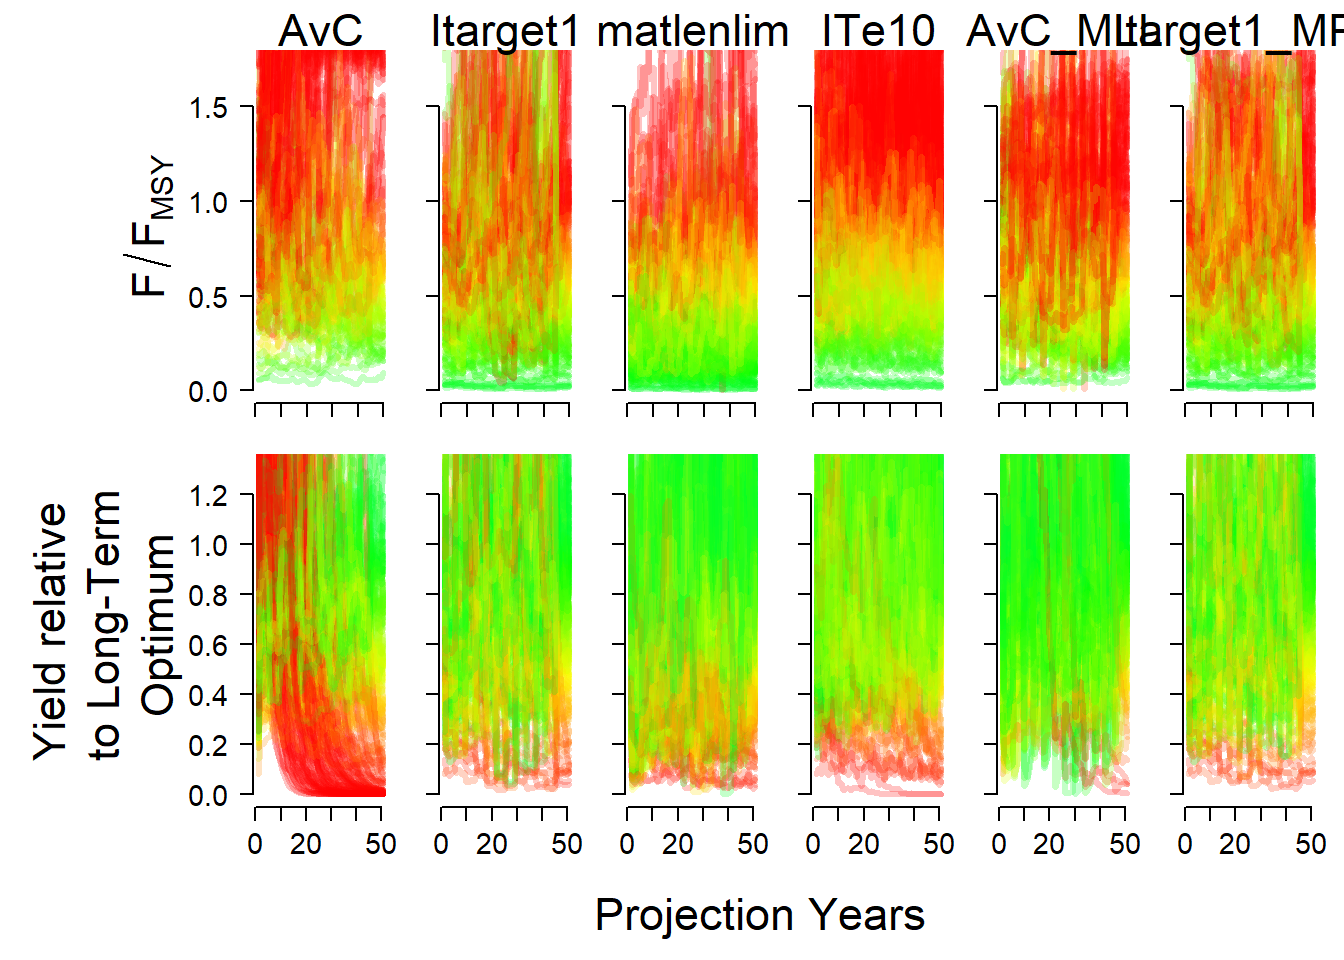 AvC Itarget1 matlenlim ITe10 AvC_MLL Itarget1_MP
F / FMSY
1.5
1.0
0.5
0.0
Yield relative
to Long-Term
Optimum
1.2
1.0
0.8
0.6
0.4
0.2
0.0
0 20 50 0 20 50 0 20 50 0 20 50 0 20 50 0 20 50
Projection Years